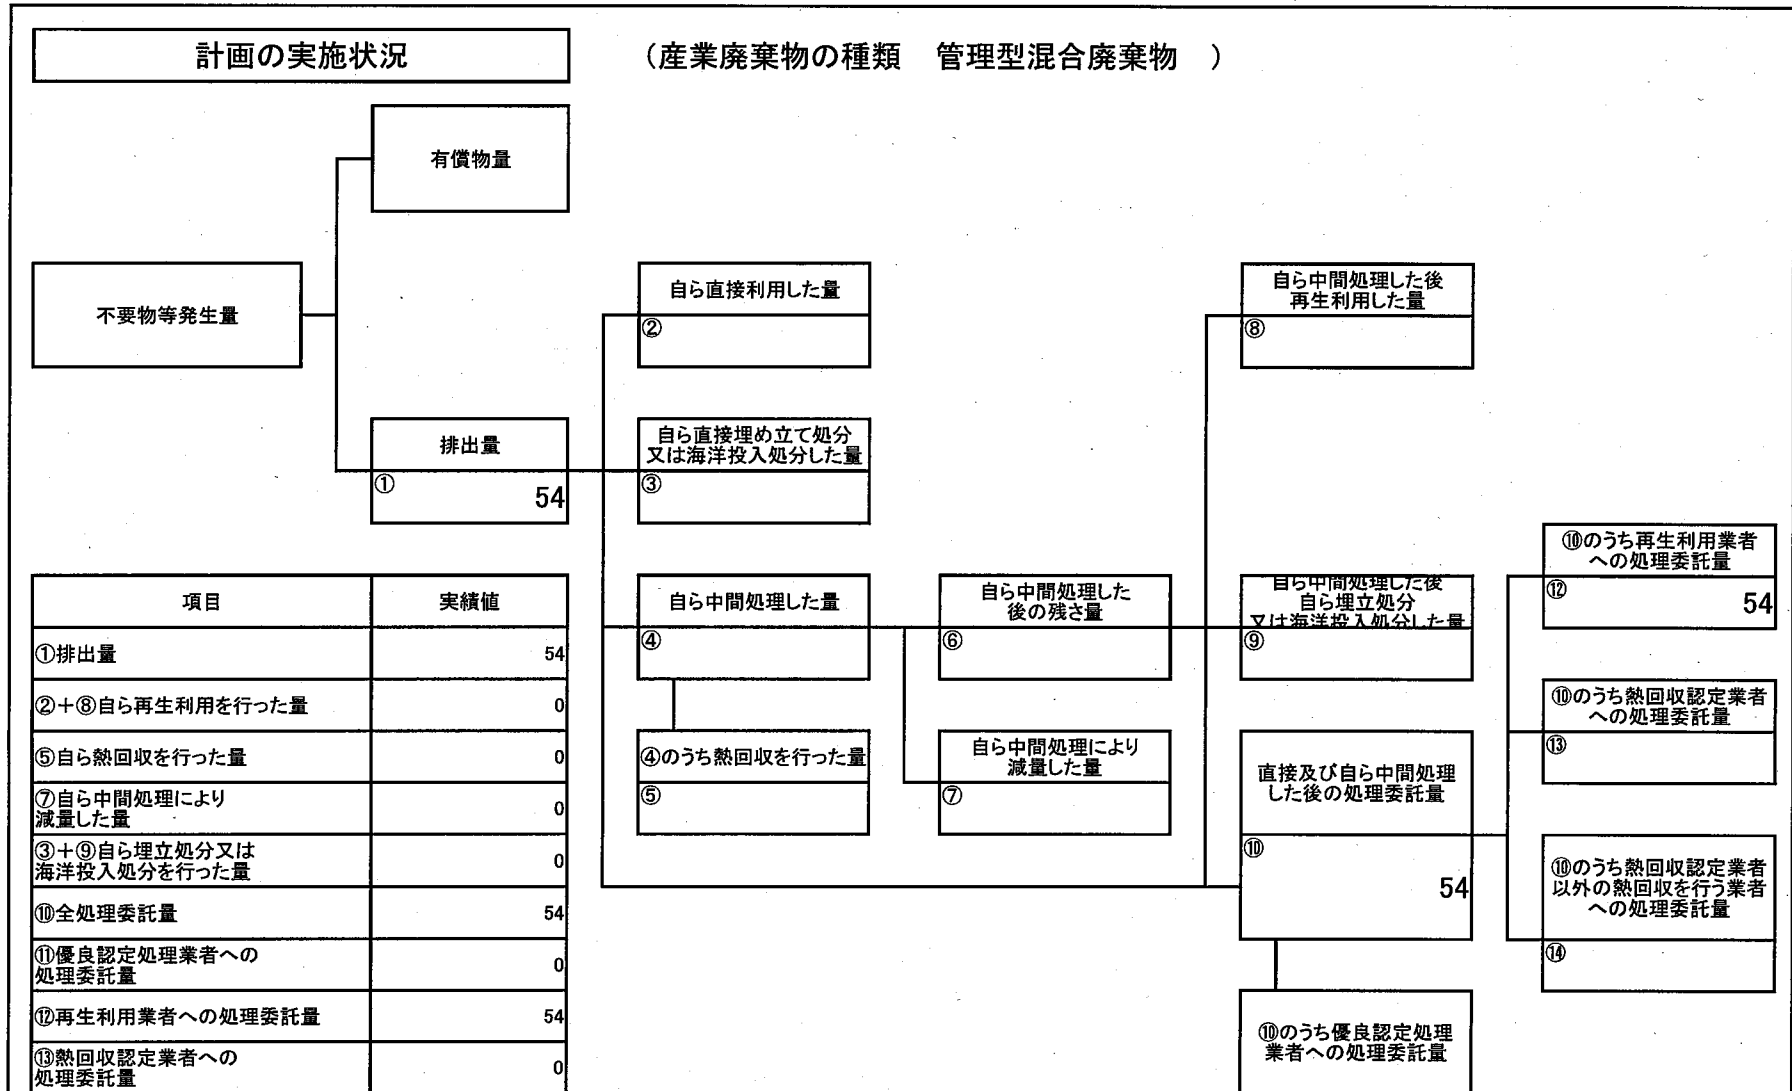 計画の実施状況
（産業廃棄物の種類　管理型混合廃棄物　）
有償物量
不要物等発生量
自ら直接利用した量
②
自ら中間処理した後
再生利用した量
⑧
排出量
①
54
自ら直接埋め立て処分
又は海洋投入処分した量
③
⑩のうち再生利用業者
への処理委託量
⑫
54
自ら中間処理した量
④
自ら中間処理した
後の残さ量
⑥
自ら中間処理した後
自ら埋立処分
又は海洋投入処分した量
⑨
⑩のうち熱回収認定業者
への処理委託量
⑬
④のうち熱回収を行った量
⑤
自ら中間処理により
減量した量
⑦
直接及び自ら中間処理
した後の処理委託量
⑩
54
⑩のうち熱回収認定業者
以外の熱回収を行う業者
への処理委託量
⑭
⑩のうち優良認定処理
業者への処理委託量
項目 実績値
①排出量 54
②＋⑧自ら再生利用を行った量 0
⑤自ら熱回収を行った量 0
⑦自ら中間処理により
減量した量 0
③＋⑨自ら埋立処分又は
海洋投入処分を行った量 0
⑩全処理委託量 54
⑪優良認定処理業者への
処理委託量 0
⑫再生利用業者への処理委託量 54
⑬熱回収認定業者への
処理委託量 0